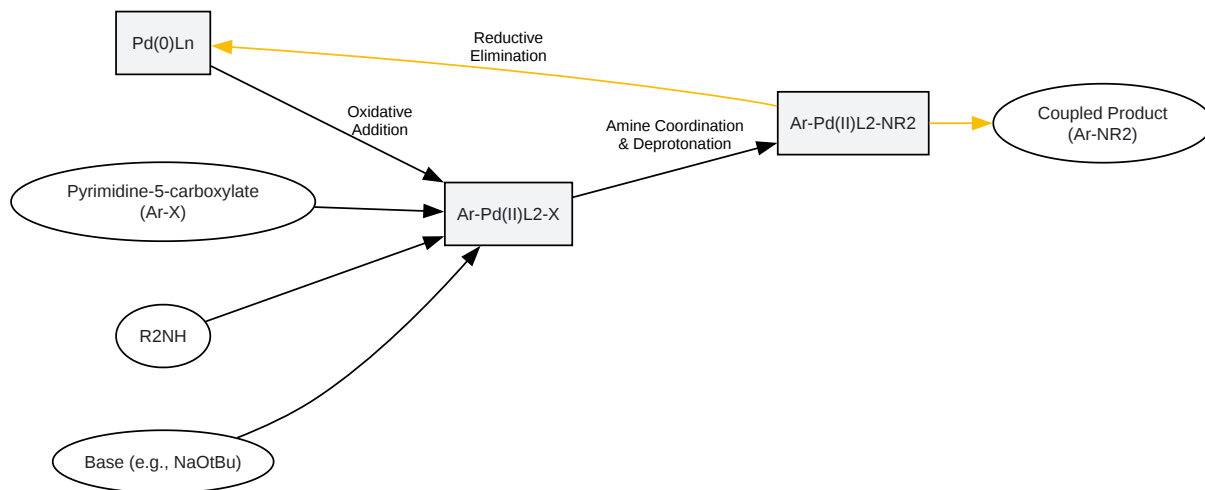 Pd(0)Ln
Reductive
Elimination
Oxidative
Addition
Amine Coordination
& Deprotonation
Ar-Pd(II)L2-NR2
Coupled Product
(Ar-NR2)
Pyrimidine-5-carboxylate
(Ar-X)
Ar-Pd(II)L2-X
R2NH
Base (e.g., NaOtBu)